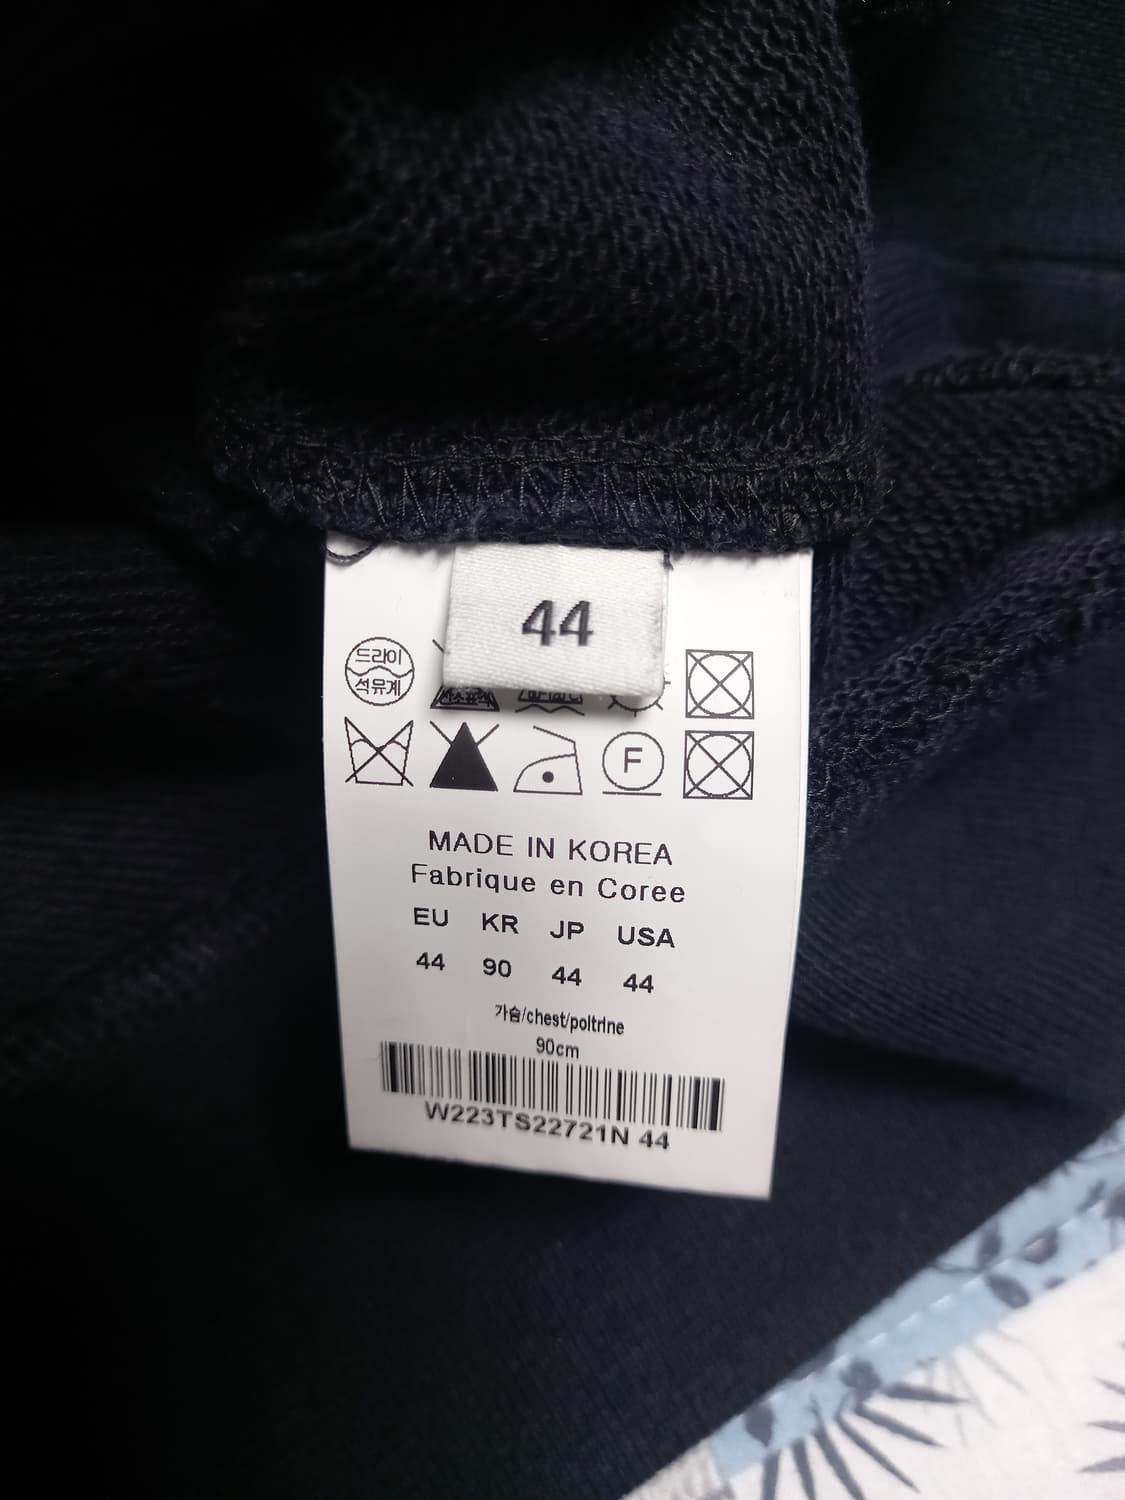 44
드라이
석유계
F
MADE IN KOREA
Fabrique en Coree
EU KR JP USA
44 90 44 44
가슴/chest/poltrine
90cm
W223TS22721N 44